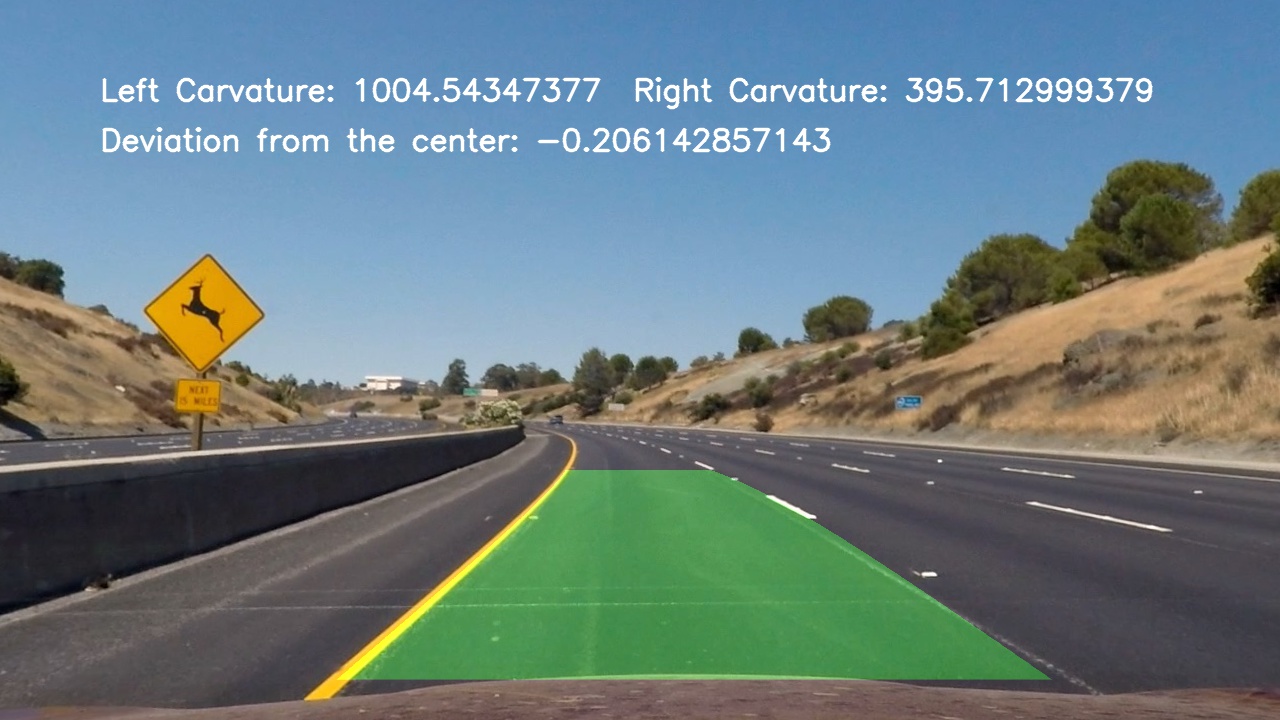 Left Carvature: 1004.54347377 Right Carvature: 395.712999379
Deviation from the center: −0.206142857143
NEXT
15 MILES